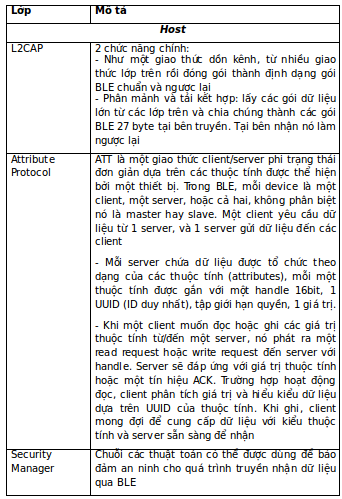 Lớp Mô tả
Host
L2CAP 2 chức năng chính:
- Như một giao thức dồn kênh, từ nhiều giao
thức lớp trên rồi đóng gói thành định dạng gói
BLE chuẩn và ngược lại
- Phân mảnh và tái kết hợp: lấy các gói dữ liệu
lớn từ các lớp trên và chia chúng thành các gói
BLE 27 byte tại bên truyền. Tại bên nhận nó làm
ngược lại
Attribute ATT là một giao thức client/server phi trạng thái
Protocol đơn giản dựa trên các thuộc tính được thể hiện
bởi một thiết bị. Trong BLE, mỗi device là một
client, một server, hoặc cả hai, không phân biệt
nó là master hay slave. Một client yêu cầu dữ
liệu từ 1 server, và 1 server gửi dữ liệu đến các
client
- Mỗi server chứa dữ liệu được tổ chức theo
dạng của các thuộc tính (attributes), mỗi một
thuộc tính được gắn với một handle 16bit, 1
UUID (ID duy nhất), tập giới hạn quyền, 1 giá trị.
- Khi một client muốn đọc hoặc ghi các giá trị
thuộc tính từ/đến một server, nó phát ra một
read request hoặc write request đến server với
handle. Server sẽ đáp ứng với giá trị thuộc tính
hoặc một tín hiệu ACK. Trường hợp hoạt động
đọc, client phân tích giá trị và hiểu kiểu dữ liệu
dựa trên UUID của thuộc tính. Khi ghi, client
mong đợi để cung cấp dữ liệu với kiểu thuộc
tính và server sẵn sàng để nhận
Security Chuỗi các thuật toán có thể được dùng để bảo
Manager đảm an ninh cho quá trình truyền nhận dữ liệu
qua BLE